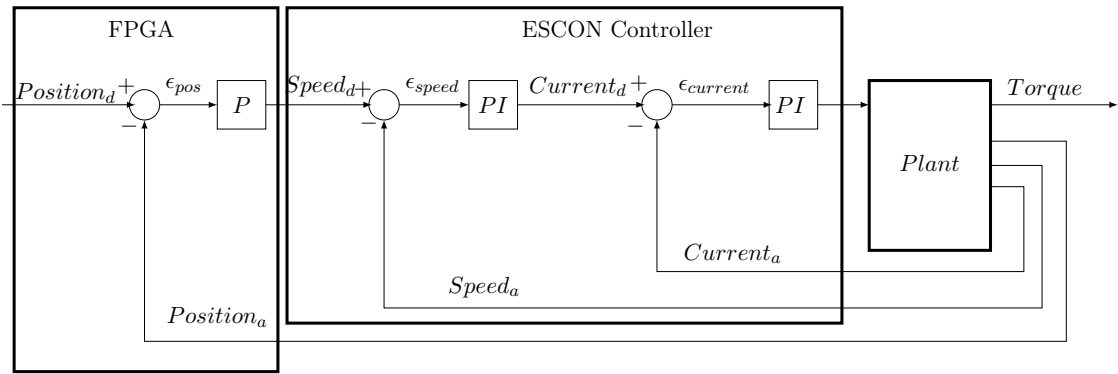 FPGA
ESCON Controller
Position_d + ϵ_pos P Speed_d + ϵ_speed PI Current_d + ϵ_current PI Torque
− − −
Plant
Current_a
Speed_a
Position_a